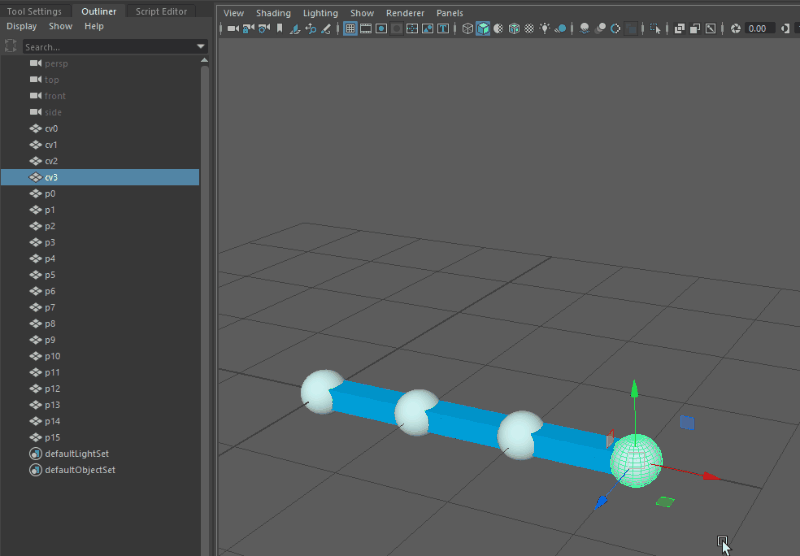 Tool Settings Outliner Script Editor
Display Show Help
Search...
persp
top
front
side
cv0
cv1
cv2
cv3
p0
p1
p2
p3
p4
p5
p6
p7
p8
p9
p10
p11
p12
p13
p14
p15
defaultLightSet
defaultObjectSet
View Shading Lighting Show Renderer Panels
0.00